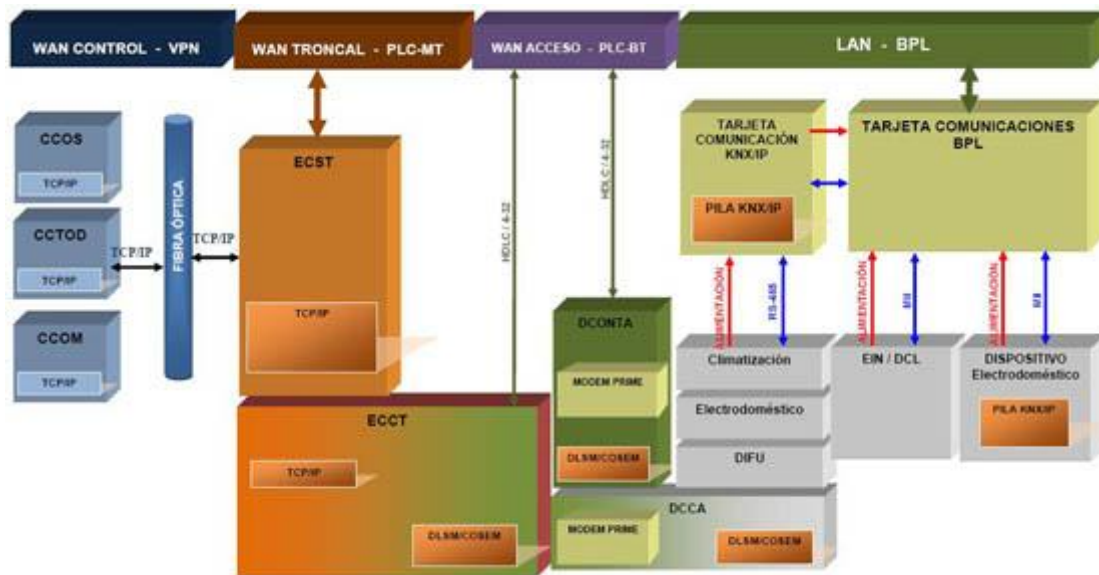 WAN CONTROL - VPN
WAN TRONCAL - PLC-MT
WAN ACCESO - PLC-BT
LAN - BPL
CCOS
TCP/IP
CCTOD
TCP/IP
CCOM
TCP/IP
TCP/IP
FIBRA ÓPTICA
TCP/IP
ECST
TCP/IP
ECCT
TCP/IP
DLSM/COSEM
HDLC / 4-32
HDLC / 4-32
DCONTA
MODEM PRIME
DLSM/COSEM
DCCA
MODEM PRIME
DLSM/COSEM
TARJETA
COMUNICACIÓN
KNX/IP
PILA KNX/IP
TARJETA COMUNICACIONES
BPL
ALIMENTACIÓN
RS-485
ALIMENTACIÓN
MII
ALIMENTACIÓN
MII
Climatización
Electrodoméstico
DIFU
EIN / DCL
DISPOSITIVO
Electrodoméstico
PILA KNX/IP